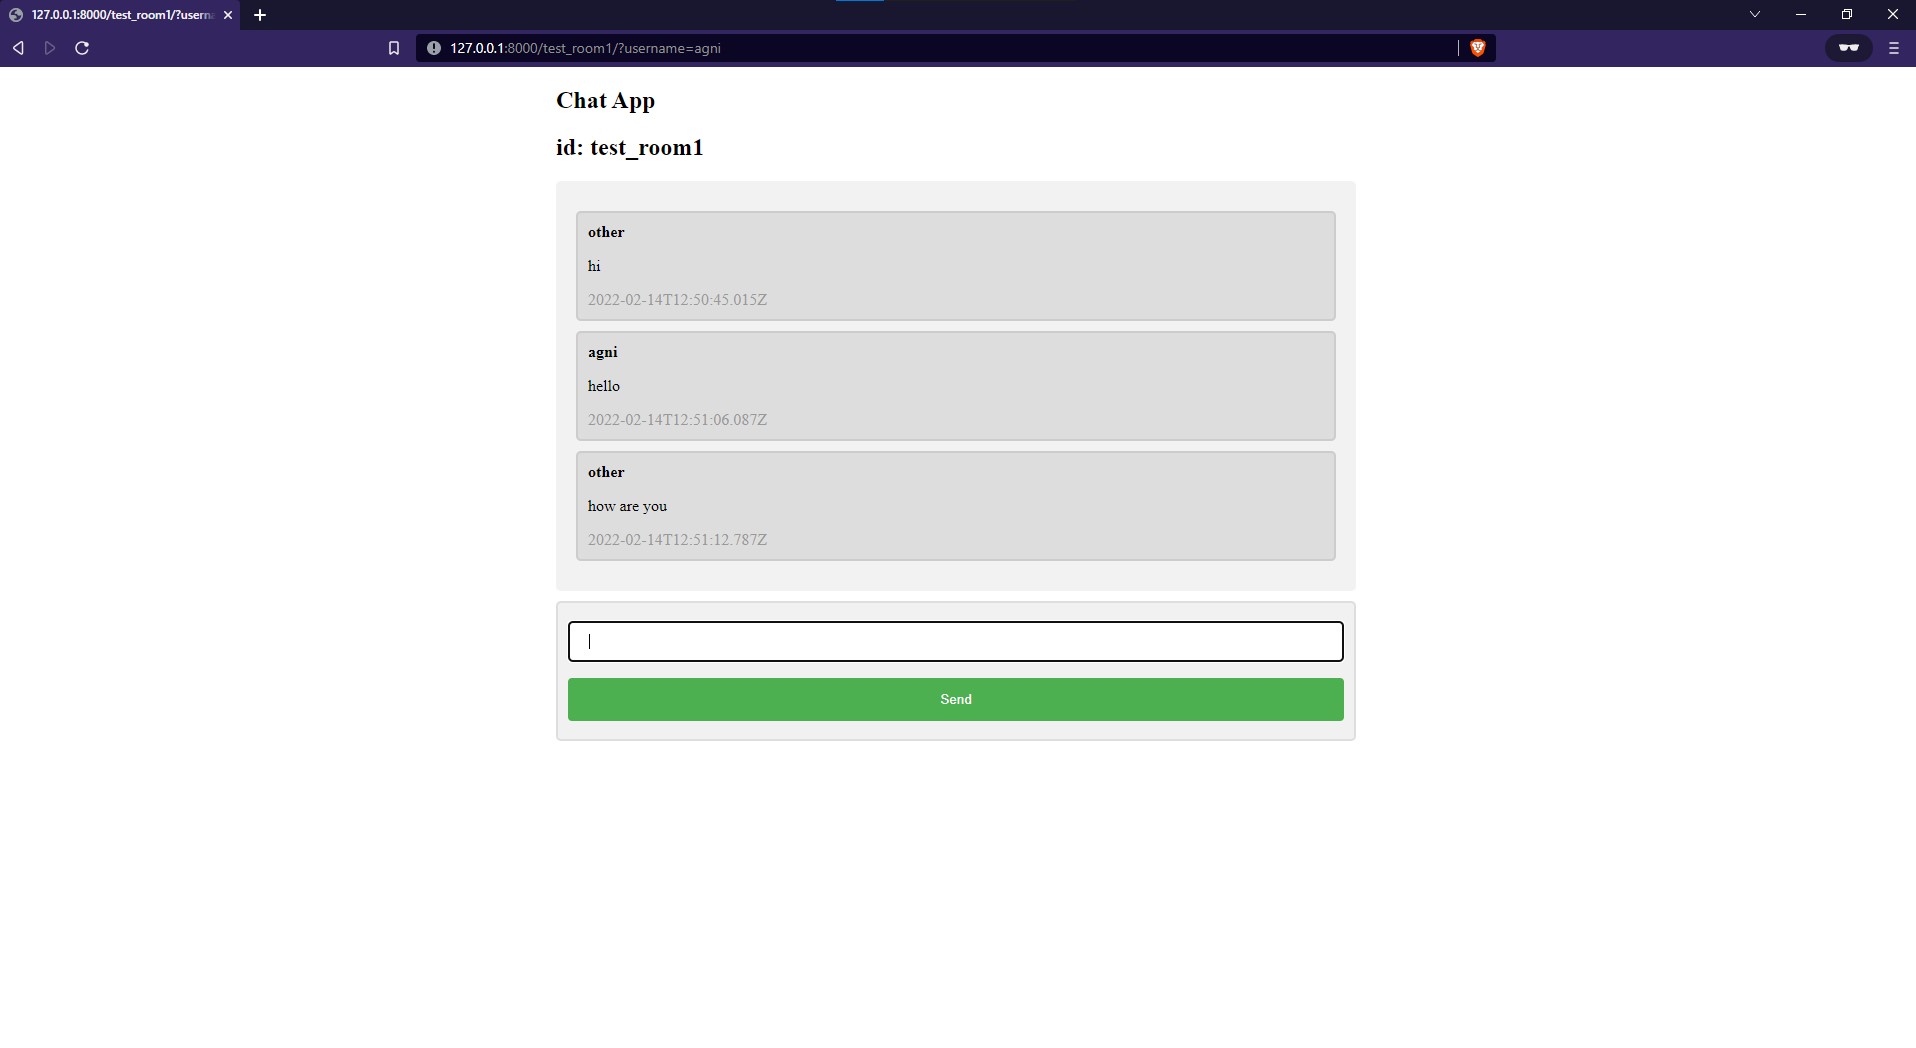 127.0.0.1:8000/test_room1/?usern
127.0.0.1:8000/test_room1/?username=agni
Chat App
id: test_room1
other
hi
2022-02-14T12:50:45.015Z
agni
hello
2022-02-14T12:51:06.087Z
other
how are you
2022-02-14T12:51:12.787Z
Send